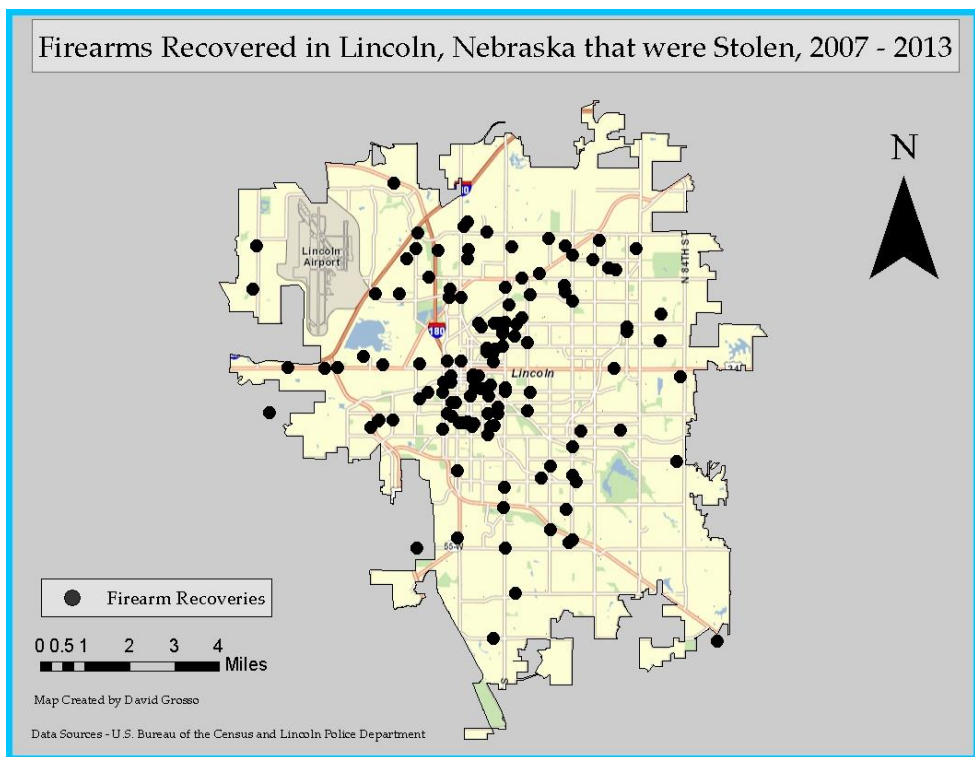 Firearms Recovered in Lincoln, Nebraska that were Stolen, 2007 - 2013
N
Lincoln
Airport
N 84TH ST
180
Lincoln
55-W
Firearm Recoveries
0 0.5 1 2 3 4
Miles
Map Created by David Grosso
Data Sources - U.S. Bureau of the Census and Lincoln Police Department